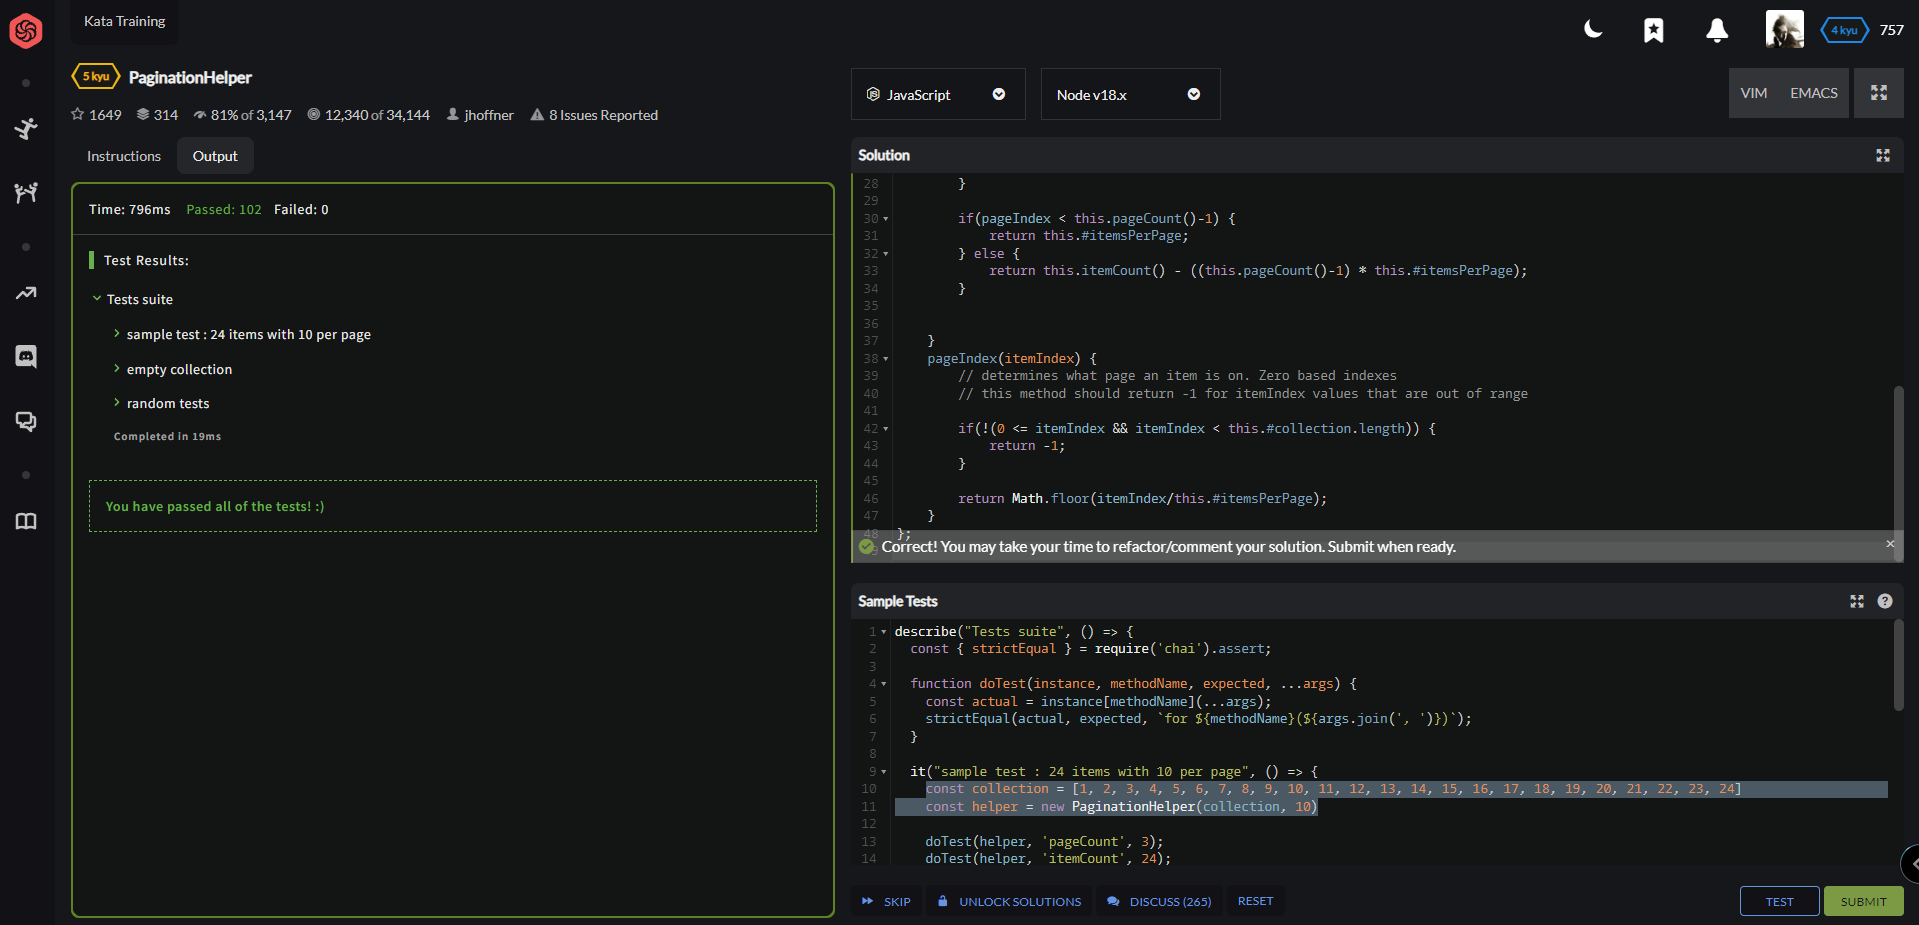 Kata Training
4 kyu 757
5 kyu PaginationHelper
1649 314 81% of 3,147 12,340 of 34,144 jhoffner 8 Issues Reported
Instructions Output
Time: 796ms Passed: 102 Failed: 0
Test Results:
Tests suite
sample test : 24 items with 10 per page
empty collection
random tests
Completed in 19ms
You have passed all of the tests! :)
JavaScript Node v18.x VIM EMACS
Solution
28 }
29
30 if(pageIndex < this.pageCount()-1) {
31 return this.#itemsPerPage;
32 } else {
33 return this.itemCount() - ((this.pageCount()-1) * this.#itemsPerPage);
34 }
35
36
37 }
38 pageIndex(itemIndex) {
39 // determines what page an item is on. Zero based indexes
40 // this method should return -1 for itemIndex values that are out of range
41
42 if(!(0 <= itemIndex && itemIndex < this.#collection.length)) {
43 return -1;
44 }
45
46 return Math.floor(itemIndex/this.#itemsPerPage);
47 }
48 };
Correct! You may take your time to refactor/comment your solution. Submit when ready. ×
Sample Tests ?
1 describe("Tests suite", () => {
2 const { strictEqual } = require('chai').assert;
3
4 function doTest(instance, methodName, expected, ...args) {
5 const actual = instance[methodName](...args);
6 strictEqual(actual, expected, `for ${methodName}(${args.join(', ')})`);
7 }
8
9 it("sample test : 24 items with 10 per page", () => {
10 const collection = [1, 2, 3, 4, 5, 6, 7, 8, 9, 10, 11, 12, 13, 14, 15, 16, 17, 18, 19, 20, 21, 22, 23, 24]
11 const helper = new PaginationHelper(collection, 10)
12
13 doTest(helper, 'pageCount', 3);
14 doTest(helper, 'itemCount', 24);
SKIP UNLOCK SOLUTIONS DISCUSS (265) RESET TEST SUBMIT